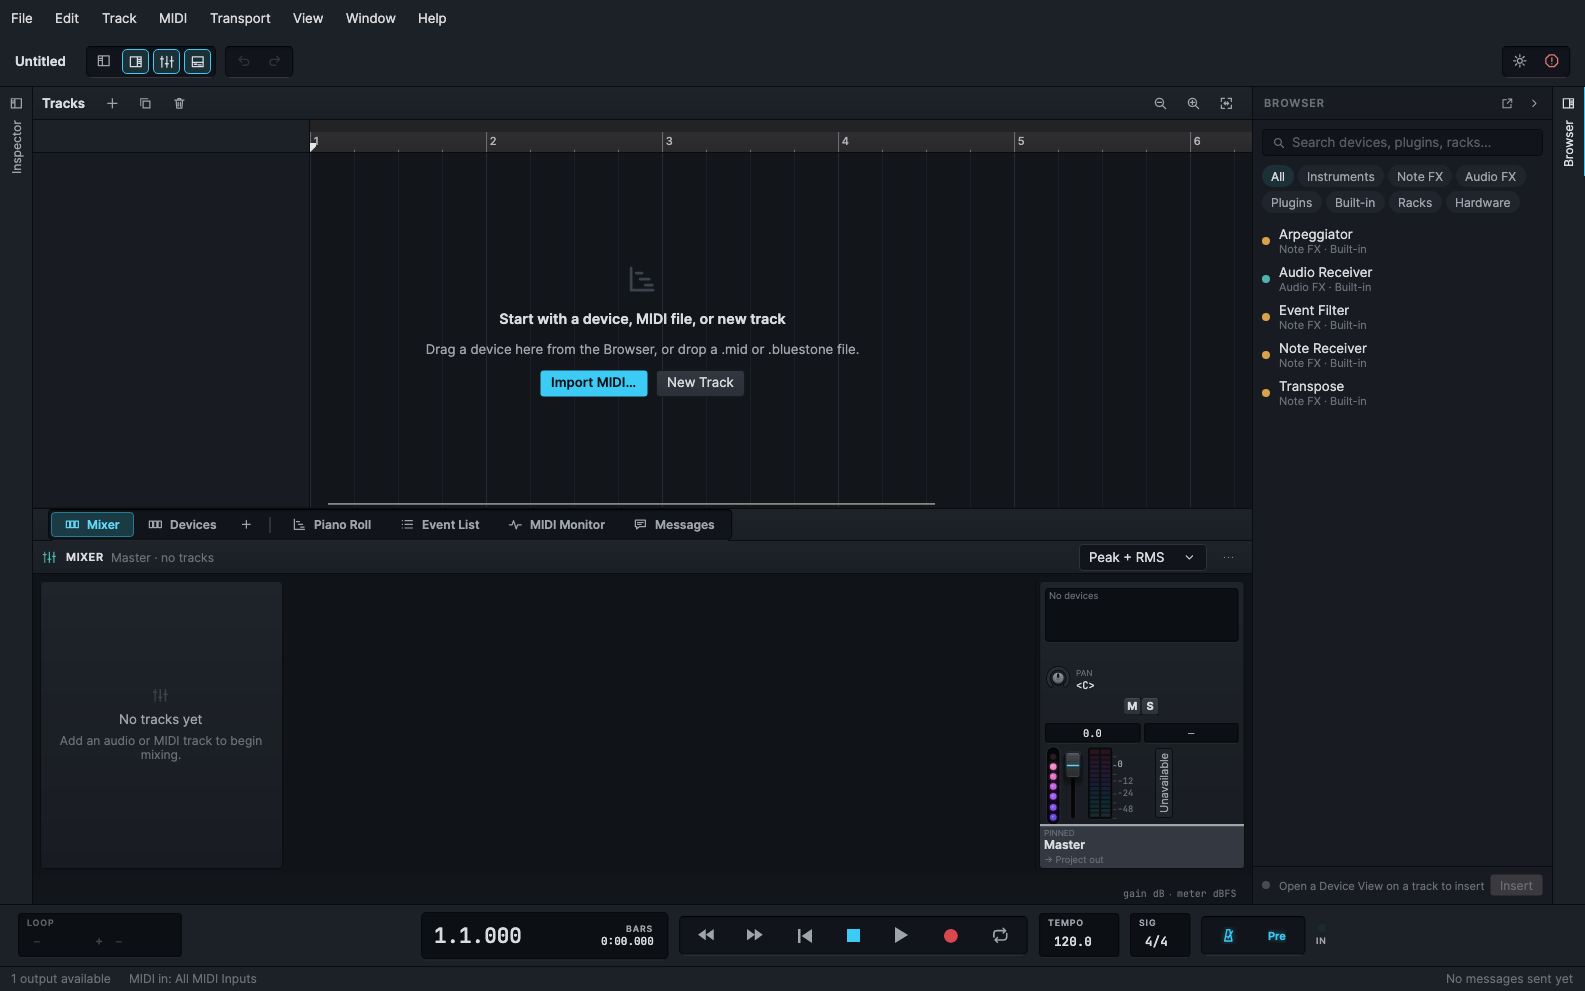 File Edit Track MIDI Transport View Window Help
Untitled
Inspector
Tracks
1 2 3 4 5 6
Start with a device, MIDI file, or new track
Drag a device here from the Browser, or drop a .mid or .bluestone file.
Import MIDI... New Track
BROWSER
Search devices, plugins, racks...
All Instruments Note FX Audio FX
Plugins Built-in Racks Hardware
Arpeggiator
Note FX · Built-in
Audio Receiver
Audio FX · Built-in
Event Filter
Note FX · Built-in
Note Receiver
Note FX · Built-in
Transpose
Note FX · Built-in
Open a Device View on a track to insert Insert
Browser
Mixer Devices + Piano Roll Event List MIDI Monitor Messages
MIXER Master · no tracks Peak + RMS ...
No tracks yet
Add an audio or MIDI track to begin
mixing.
No devices
PAN
<C>
M S
0.0 –
0
-12
-24
-48
Unavailable
PINNED
Master
→ Project out
gain dB · meter dBFS
LOOP
– + –
1.1.000
BARS
0:00.000
TEMPO
120.0
SIG
4/4
Pre
IN
1 output available MIDI in: All MIDI Inputs No messages sent yet